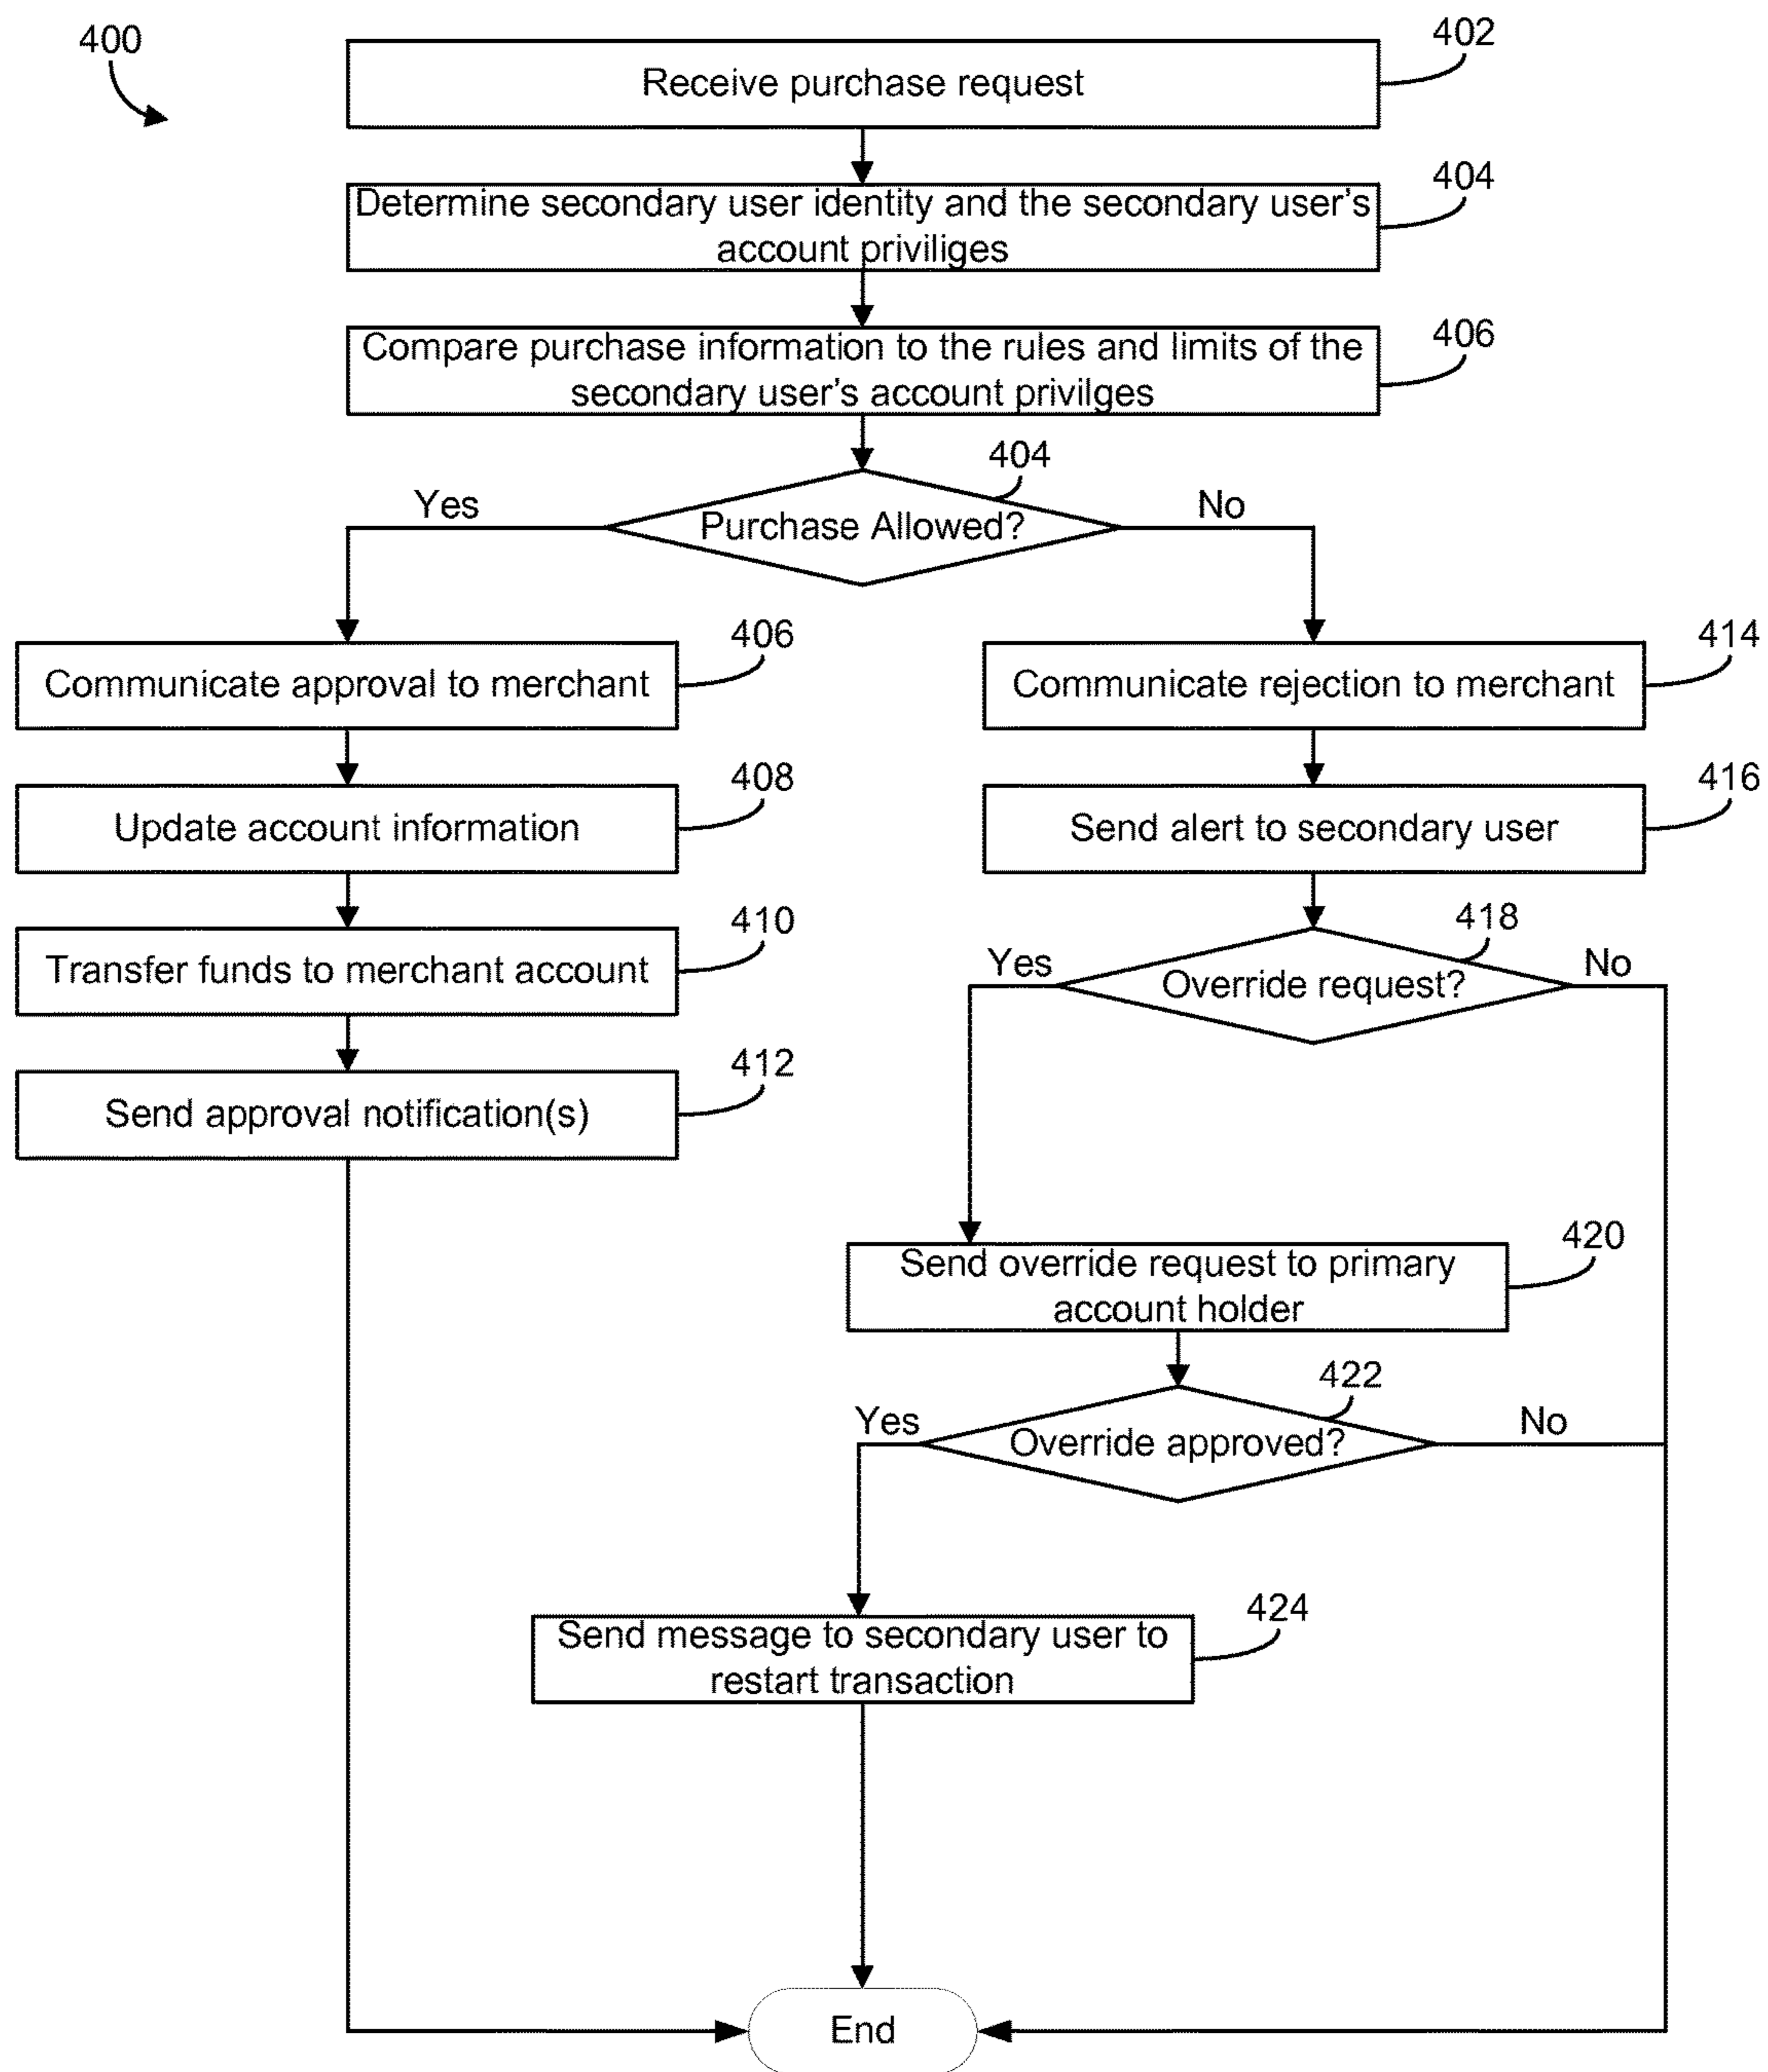 400
402
Receive purchase request
404
Determine secondary user identity and the secondary user's
account priviliges
406
Compare purchase information to the rules and limits of the
secondary user's account privilges
404
Yes
Purchase Allowed?
No
406
Communicate approval to merchant
414
Communicate rejection to merchant
408
Update account information
416
Send alert to secondary user
410
Transfer funds to merchant account
418
Yes
Override request?
No
412
Send approval notification(s)
420
Send override request to primary
account holder
422
Yes
Override approved?
No
424
Send message to secondary user to
restart transaction
End